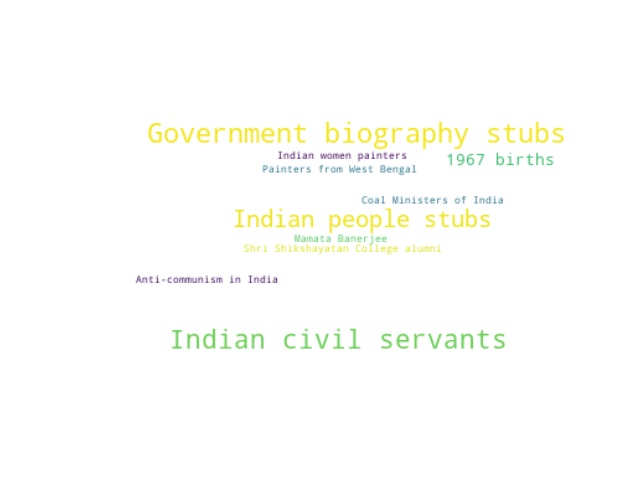 Government biography stubs
Indian women painters
1967 births
Painters from West Bengal
Coal Ministers of India
Indian people stubs
Mamata Banerjee
Shri Shikshayatan College alumni
Anti-communism in India
Indian civil servants